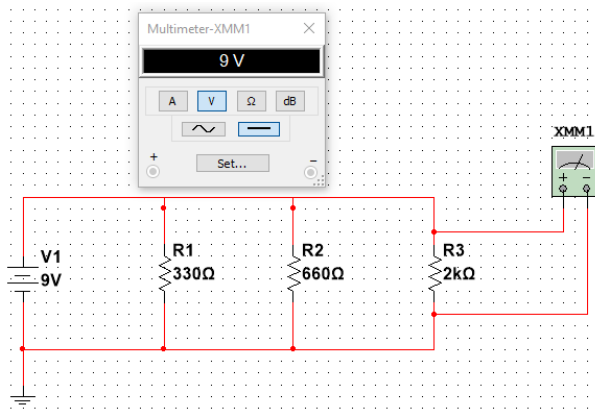 Multimeter-XMM1
9 V
A V Ω dB
+ Set... -
XMM1
+ -
V1
9V
R1
330Ω
R2
660Ω
R3
2kΩ